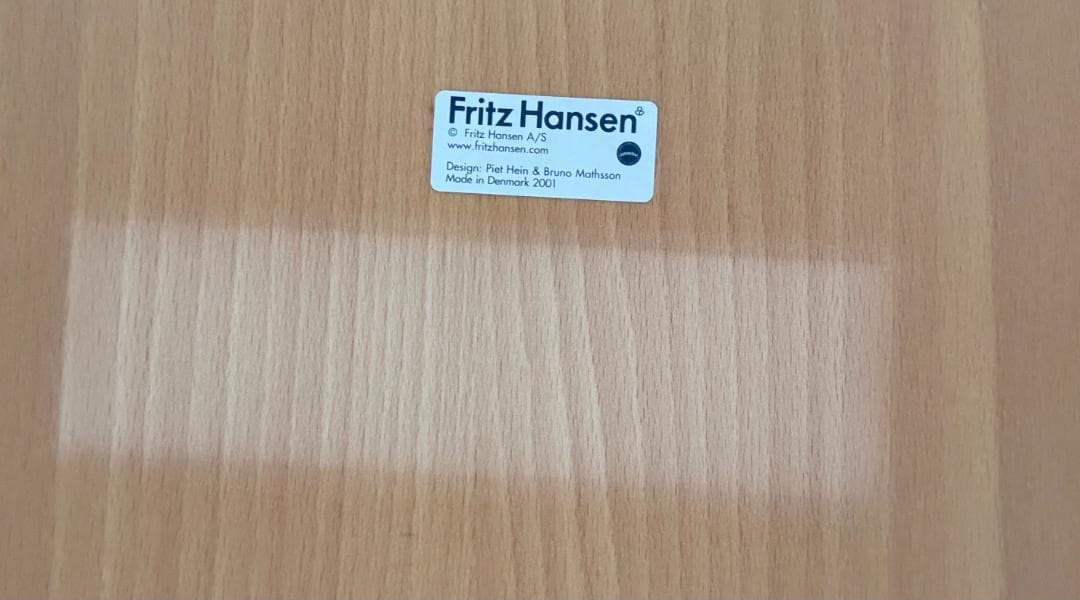 Fritz Hansen
© Fritz Hansen A/S
www.fritzhansen.com
Design: Piet Hein & Bruno Mathsson
Made in Denmark 2001